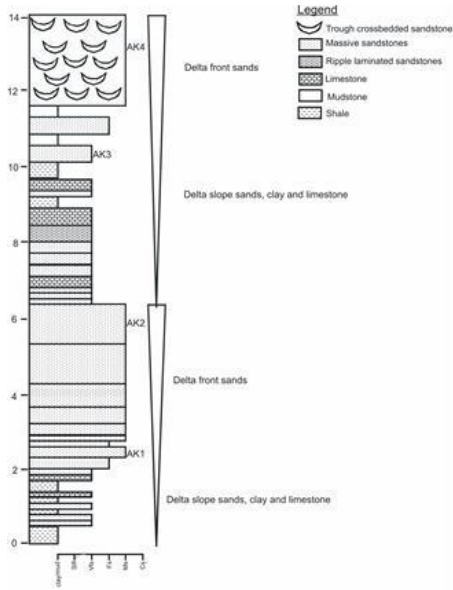 Legend
Trough crossbedded sandstone
Massive sandstones
Ripple laminated sandstones
Limestone
Mudstone
Shale
14
AK4
Delta front sands
12
AK3
10
Delta slope sands, clay and limestone
8
6
AK2
Delta front sands
4
AK1
2
Delta slope sands, clay and limestone
0
clay/mud